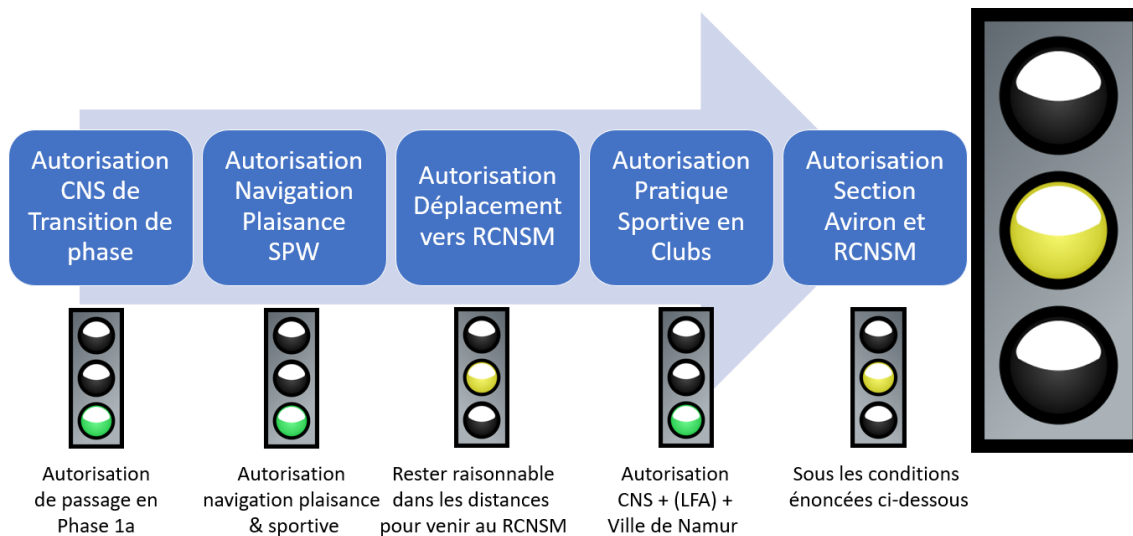 Autorisation
CNS de
Transition de
phase
Autorisation
Navigation
Plaisance
SPW
Autorisation
Déplacement
vers RCNSM
Autorisation
Pratique
Sportive en
Clubs
Autorisation
Section
Aviron et
RCNSM
Autorisation
de passage en
Phase 1a
Autorisation
navigation plaisance
& sportive
Rester raisonnable
dans les distances
pour venir au RCNSM
Autorisation
CNS + (LFA) +
Ville de Namur
Sous les conditions
énoncées ci-dessous